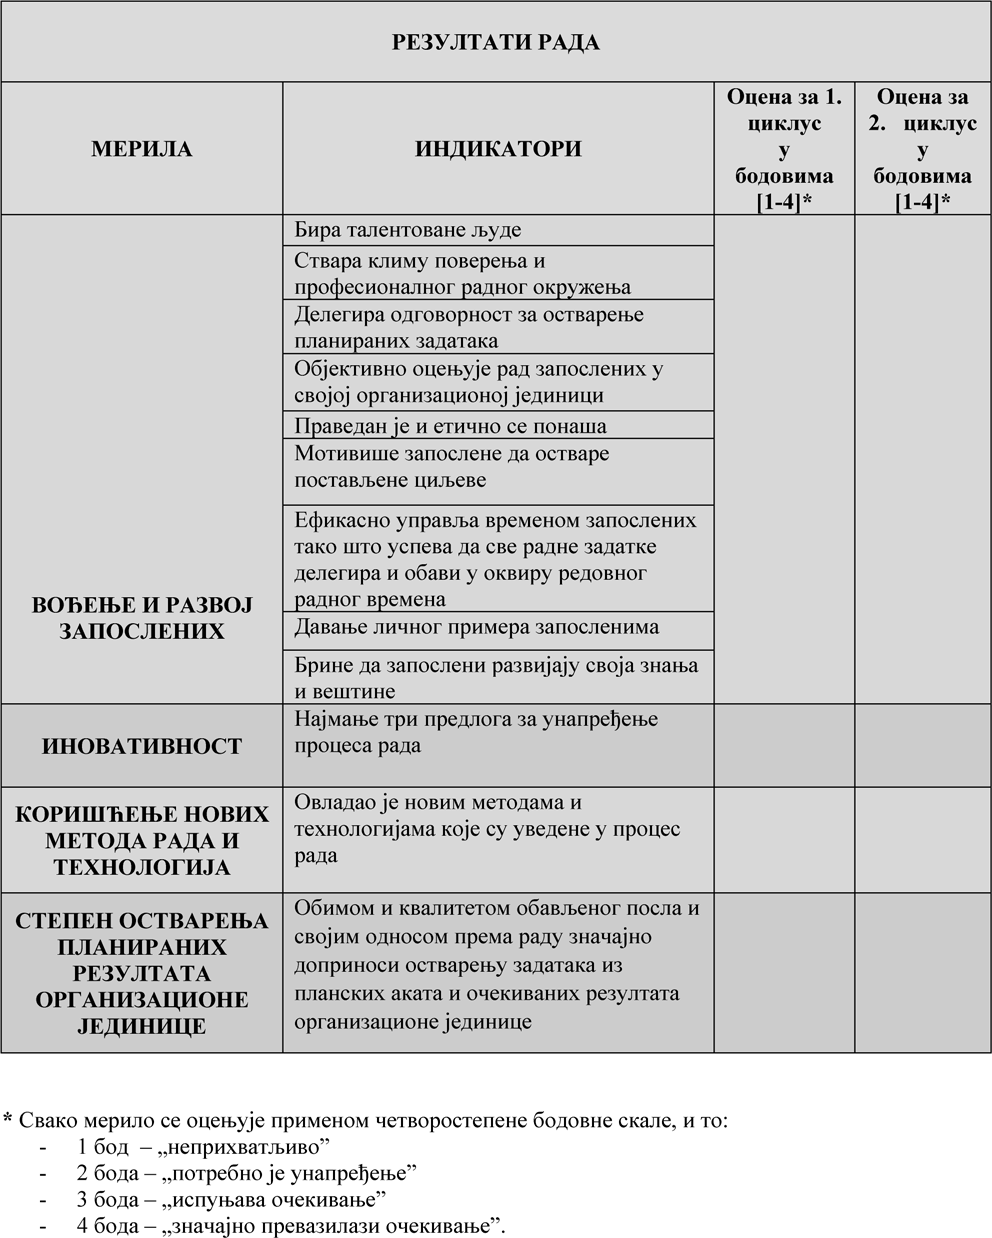 РЕЗУЛТАТИ РАДА
МЕРИЛА
ИНДИКАТОРИ
Оцена за 1.
циклус
у
бодовима
[1-4]*
Оцена за
2. циклус
у
бодовима
[1-4]*
ВОЂЕЊЕ И РАЗВОЈ
ЗАПОСЛЕНИХ
Бира талентоване људе
Ствара климу поверења и
професионалног радног окружења
Делегира одговорност за остварење
планираних задатака
Објективно оцењује рад запослених у
својој организационој јединици
Праведан је и етично се понаша
Мотивише запослене да остваре
постављене циљеве
Ефикасно управља временом запослених
тако што успева да све радне задатке
делегира и обави у оквиру редовног
радног времена
Давање личног примера запосленима
Брине да запослени развијају своја знања
и вештине
ИНОВАТИВНОСТ
Најмање три предлога за унапређење
процеса рада
КОРИШЋЕЊЕ НОВИХ
МЕТОДА РАДА И
ТЕХНОЛОГИЈА
Овладао је новим методама и
технологијама које су уведене у процес
рада
СТЕПЕН ОСТВАРЕЊА
ПЛАНИРАНИХ
РЕЗУЛТАТА
ОРГАНИЗАЦИОНЕ
ЈЕДИНИЦЕ
Обимом и квалитетом обављеног посла и
својим односом према раду значајно
доприноси остварењу задатака из
планских аката и очекиваних резултата
организационе јединице
* Свако мерило се оцењује применом четворостепене бодовне скале, и то:
- 1 бод – „неприхватљиво”
- 2 бода – „потребно је унапређење”
- 3 бода – „испуњава очекивање”
- 4 бода – „значајно превазилази очекивање”.